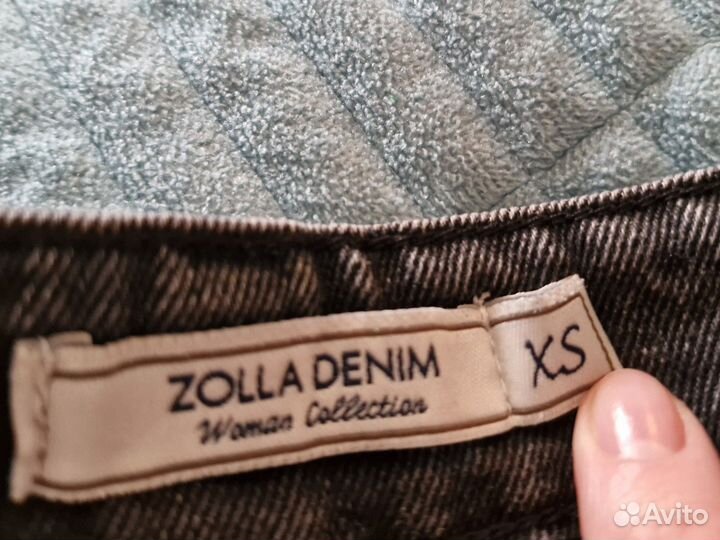 ZOLLA DENIM
Woman Collection
XS
Avito